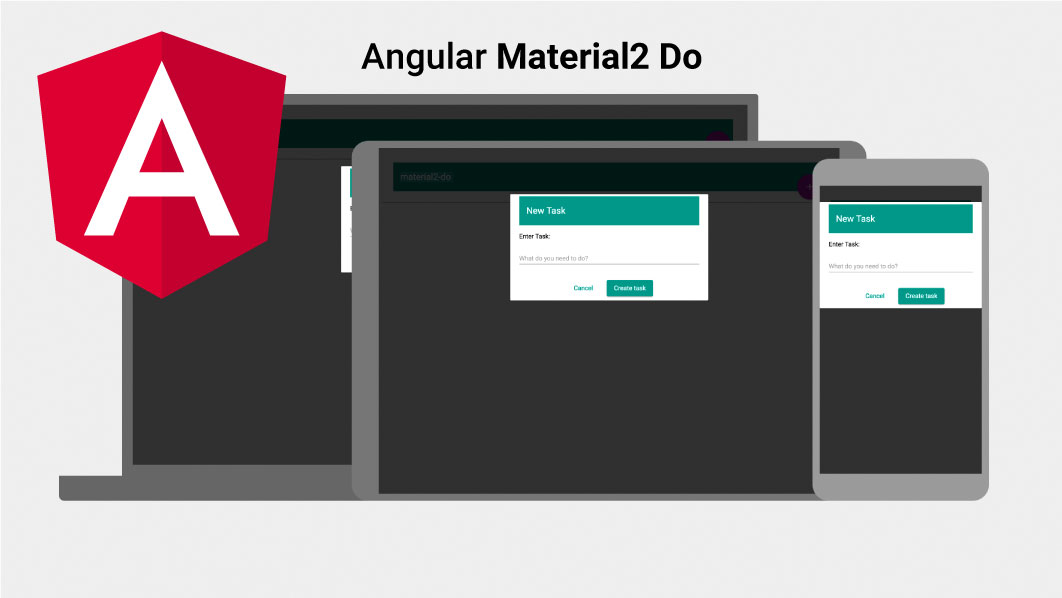 Angular Material2 Do
A
material2-do
+
New Task
Enter Task:
What do you need to do?
Cancel Create task
New Task
Enter Task:
What do you need to do?
Cancel Create task